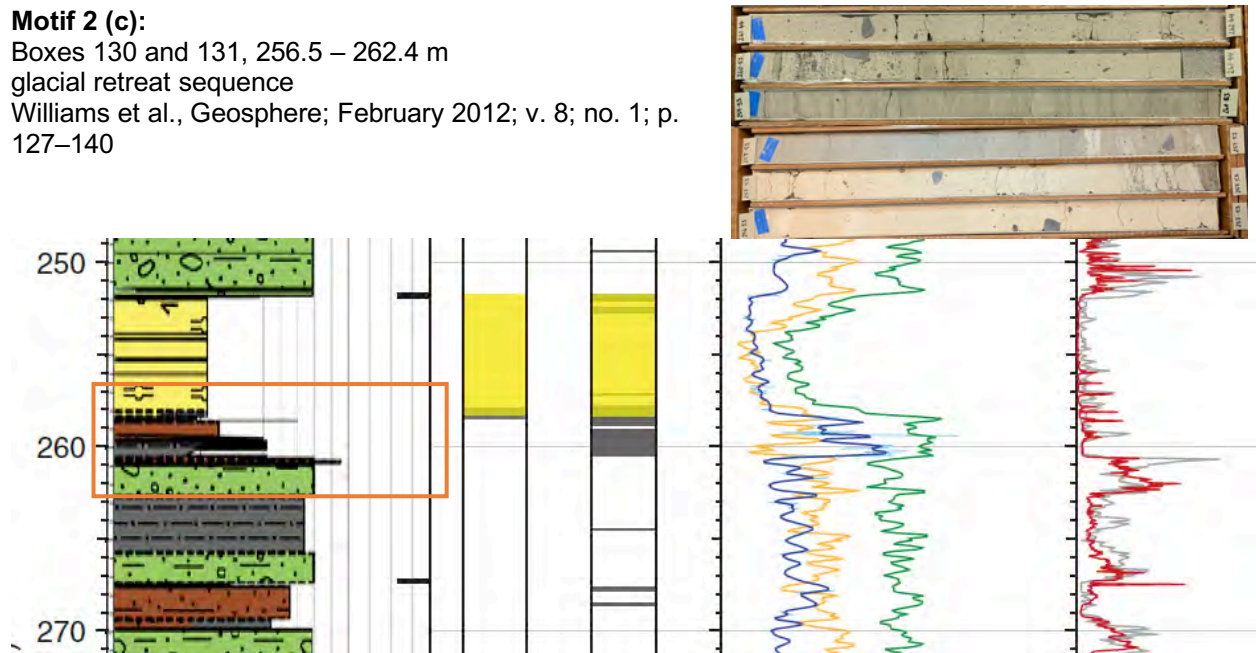 Motif 2 (c):
Boxes 130 and 131, 256.5 – 262.4 m
glacial retreat sequence
Williams et al., Geosphere; February 2012; v. 8; no. 1; p.
127–140
250
260
270